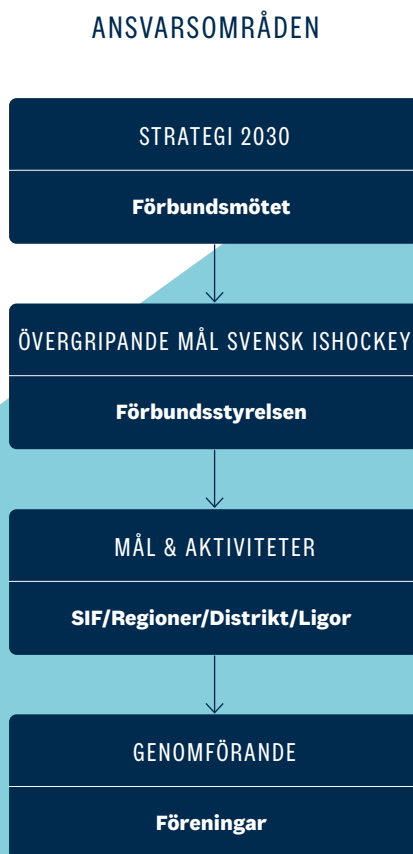 ANSVARSOMRÅDEN
STRATEGI 2030
Förbundsmötet
ÖVERGRIPANDE MÅL SVENSK ISHOCKEY
Förbundsstyrelsen
MÅL & AKTIVITETER
SIF/Regioner/Distrikt/Ligor
GENOMFÖRANDE
Föreningar